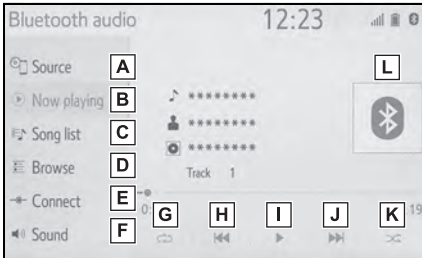 Bluetooth audio 12:23
Source A L
Now playing B ********
Song list C ********
Browse D ********
Track 1
Connect E
0: G H I J K 19
Sound F